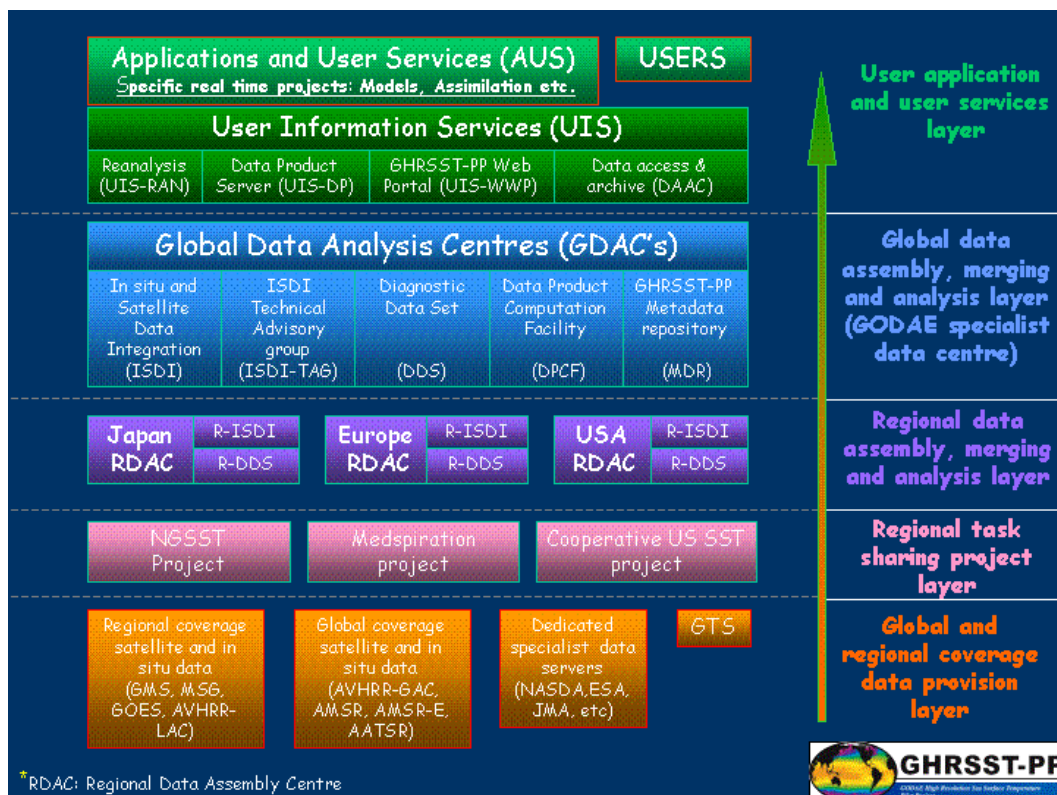 Applications and User Services (AUS)
Specific real time projects: Models, Assimilation etc.
USERS
User application
and user services
layer
User Information Services (UIS)
Reanalysis
(UIS-RAN)
Data Product
Server (UIS-DP)
GHRSST-PP Web
Portal (UIS-WWP)
Data access &
archive (DAAC)
Global Data Analysis Centres (GDAC's)
In situ and
Satellite
Data
Integration
(ISDI)
ISDI
Technical
Advisory
group
(ISDI-TAG)
Diagnostic
Data Set
(DDS)
Data Product
Computation
Facility
(DPCF)
GHRSST-PP
Metadata
repository
(MDR)
Global data
assembly, merging
and analysis layer
(GODAE specialist
data centre)
Japan
RDAC
R-ISDI
R-DDS
Europe
RDAC
R-ISDI
R-DDS
USA
RDAC
R-ISDI
R-DDS
Regional data
assembly, merging
and analysis layer
NGSST
Project
Medspiration
project
Cooperative US SST
project
Regional task
sharing project
layer
Regional coverage
satellite and in
situ data
(GMS, MSG,
GOES, AVHRR-
LAC)
Global coverage
satellite and in
situ data
(AVHRR-GAC,
AMSR, AMSR-E,
AATSR)
Dedicated
specialist data
servers
(NASDA,ESA,
JMA, etc)
GTS
Global and
regional coverage
data provision
layer
*RDAC: Regional Data Assembly Centre
GHRSST-PP
GODAE High Resolution Sea Surface Temperature